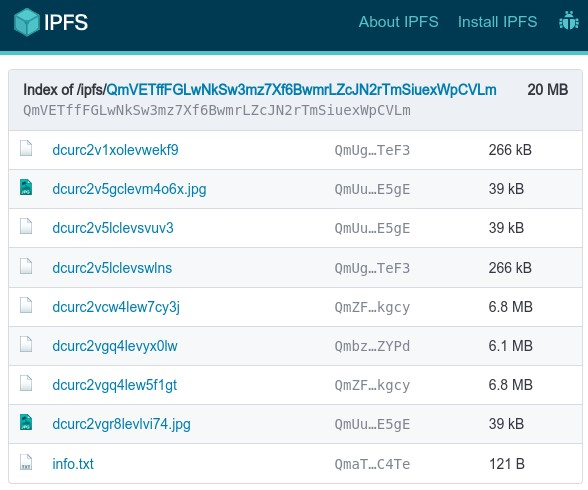 IPFS About IPFS Install IPFS
Index of /ipfs/QmVETffFGLwNkSw3mz7Xf6BwmrLZcJN2rTmSiuexWpCVLm 20 MB
QmVETffFGLwNkSw3mz7Xf6BwmrLZcJN2rTmSiuexWpCVLm
dcurc2v1xolevwekf9 QmUg…TeF3 266 kB
dcurc2v5gclevm4o6x.jpg QmUu…E5gE 39 kB
dcurc2v5lclevsvuv3 QmUu…E5gE 39 kB
dcurc2v5lclevswlns QmUg…TeF3 266 kB
dcurc2vcw4lew7cy3j QmZF…kgcy 6.8 MB
dcurc2vgq4levyx0lw Qmbz…ZYPd 6.1 MB
dcurc2vgq4lew5f1gt QmZF…kgcy 6.8 MB
dcurc2vgr8levlvi74.jpg QmUu…E5gE 39 kB
info.txt QmaT…C4Te 121 B